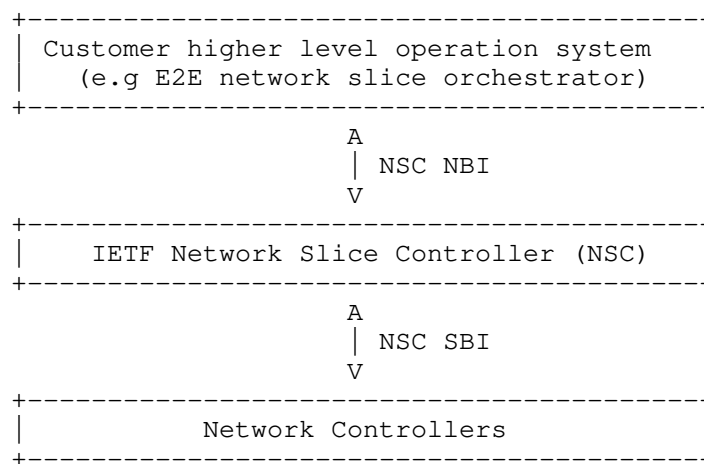 +------------------------------------------
| Customer higher level operation system
|   (e.g E2E network slice orchestrator)
+------------------------------------------
A
| NSC NBI
V
+------------------------------------------
|    IETF Network Slice Controller (NSC)
+------------------------------------------
A
| NSC SBI
V
+------------------------------------------
|          Network Controllers
+------------------------------------------